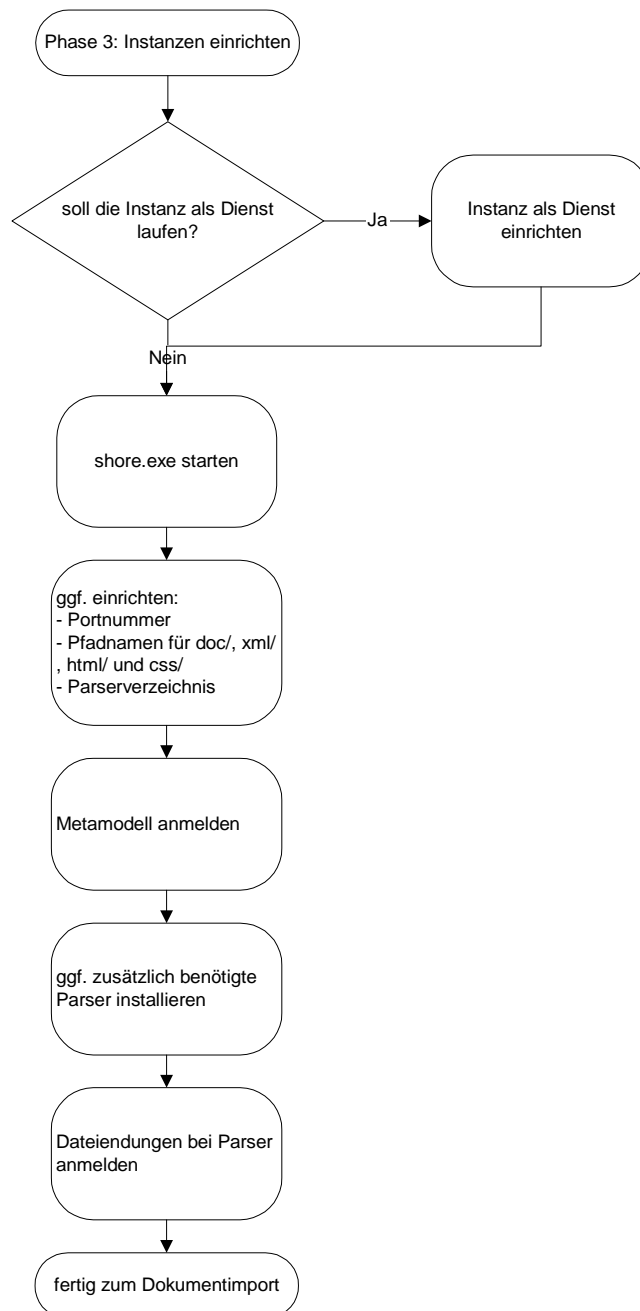 Phase 3: Instanzen einrichten
soll die Instanz als Dienst
laufen?
Ja
Instanz als Dienst
einrichten
Nein
shore.exe starten
ggf. einrichten:
- Portnummer
- Pfadnamen für doc/, xml/
, html/ und css/
- Parserverzeichnis
Metamodell anmelden
ggf. zusätzlich benötigte
Parser installieren
Dateiendungen bei Parser
anmelden
fertig zum Dokumentimport